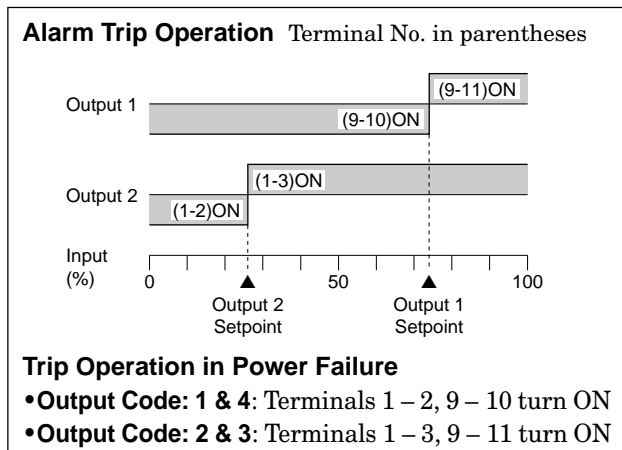 Alarm Trip Operation Terminal No. in parentheses
(9-11)ON
Output 1
(9-10)ON
(1-3)ON
Output 2
(1-2)ON
Input
(%)
0 50 100
Output 2
Setpoint
Output 1
Setpoint
Trip Operation in Power Failure
•Output Code: 1 & 4: Terminals 1 – 2, 9 – 10 turn ON
•Output Code: 2 & 3: Terminals 1 – 3, 9 – 11 turn ON